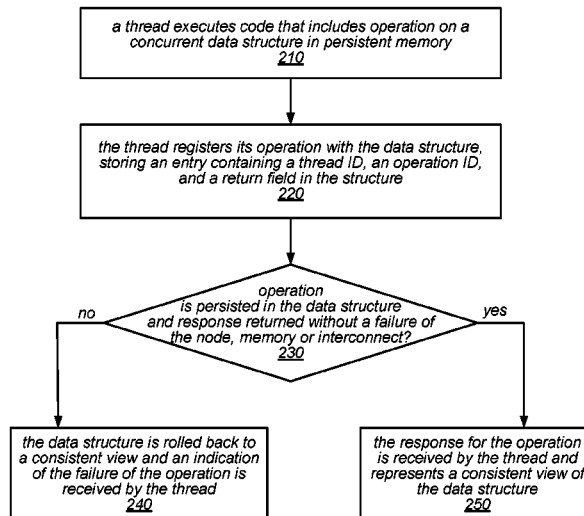 a thread executes code that includes operation on a
concurrent data structure in persistent memory
210
the thread registers its operation with the data structure,
storing an entry containing a thread ID, an operation ID,
and a return field in the structure
220
operation
is persisted in the data structure
and response returned without a failure of
the node, memory or interconnect?
230
no
yes
the data structure is rolled back to
a consistent view and an indication
of the failure of the operation is
received by the thread
240
the response for the operation
is received by the thread and
represents a consistent view of
the data structure
250